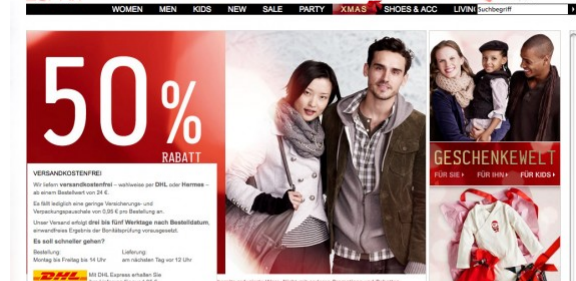 WOMEN MEN KIDS NEW SALE PARTY XMAS SHOES & ACC LIVIN Suchbegriff
50%
RABATT
VERSANDKOSTENFREI
Wir liefern versandkostenfrei – wahlweise per DHL oder Hermes –
ab einem Bestellwert von 24 €.
Es fällt lediglich eine geringe Versicherungs- und
Verpackungspauschale von 0,95 € pro Bestellung an.
Unser Versand erfolgt drei bis fünf Werktage nach Bestelldatum,
einwandfreies Ergebnis der Bonitätsprüfung vorausgesetzt.
Es soll schneller gehen?
Bestellung: Lieferung:
Montag bis Freitag bis 14 Uhr am nächsten Tag vor 12 Uhr
DHL Mit DHL Express erhalten Sie
GESCHENKEWELT
FÜR SIE FÜR IHN FÜR KIDS